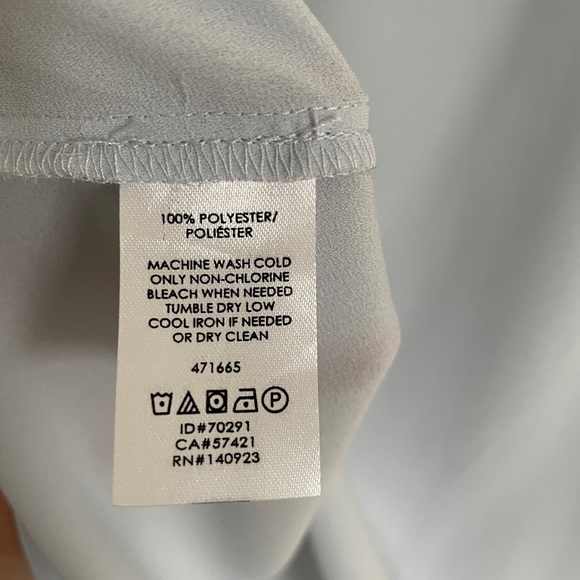 100% POLYESTER/
POLIÉSTER
MACHINE WASH COLD
ONLY NON-CHLORINE
BLEACH WHEN NEEDED
TUMBLE DRY LOW
COOL IRON IF NEEDED
OR DRY CLEAN
471665
P
ID#70291
CA#57421
RN#140923